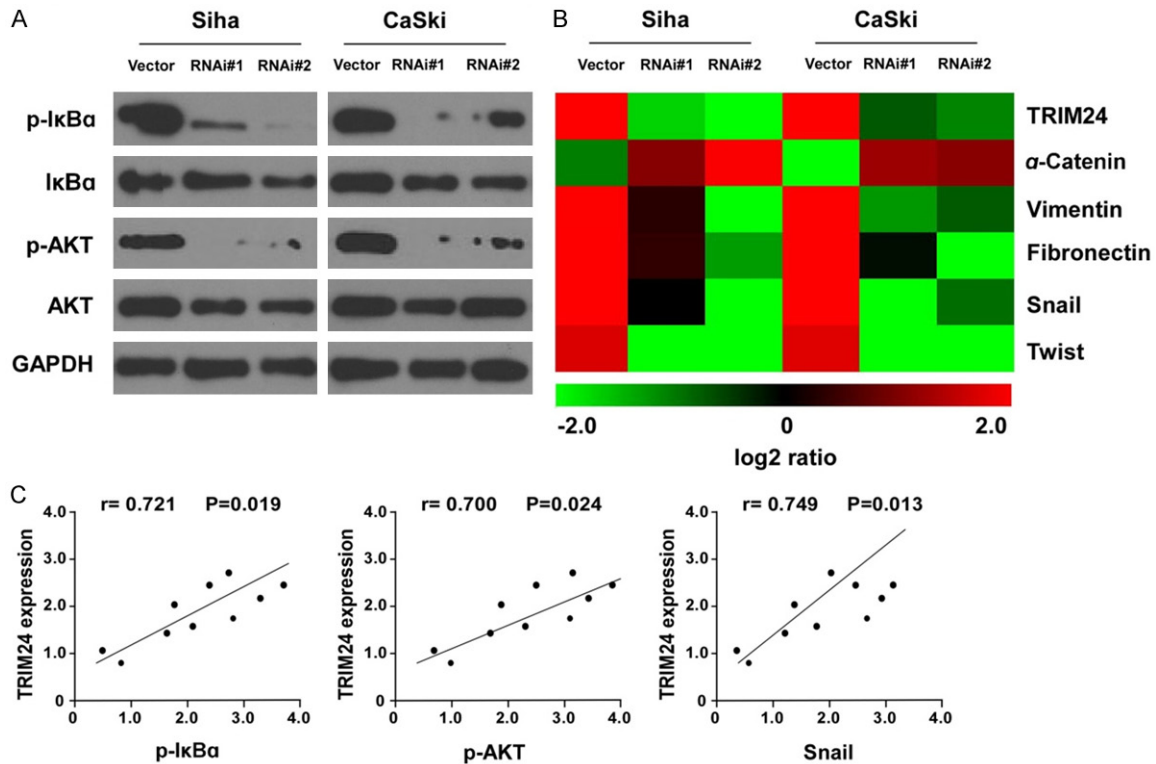 A
Siha CaSki
Vector RNAi#1 RNAi#2 Vector RNAi#1 RNAi#2
p-IκBα
IκBα
p-AKT
AKT
GAPDH
B
Siha CaSki
Vector RNAi#1 RNAi#2 Vector RNAi#1 RNAi#2
TRIM24
α-Catenin
Vimentin
Fibronectin
Snail
Twist
-2.0 0 2.0
log2 ratio
C
r= 0.721 P=0.019
TRIM24 expression
4.0
3.0
2.0
1.0
0
1.0 2.0 3.0 4.0
p-IκBα
r= 0.700 P=0.024
TRIM24 expression
4.0
3.0
2.0
1.0
0
1.0 2.0 3.0 4.0
p-AKT
r= 0.749 P=0.013
TRIM24 expression
4.0
3.0
2.0
1.0
0
1.0 2.0 3.0 4.0
Snail